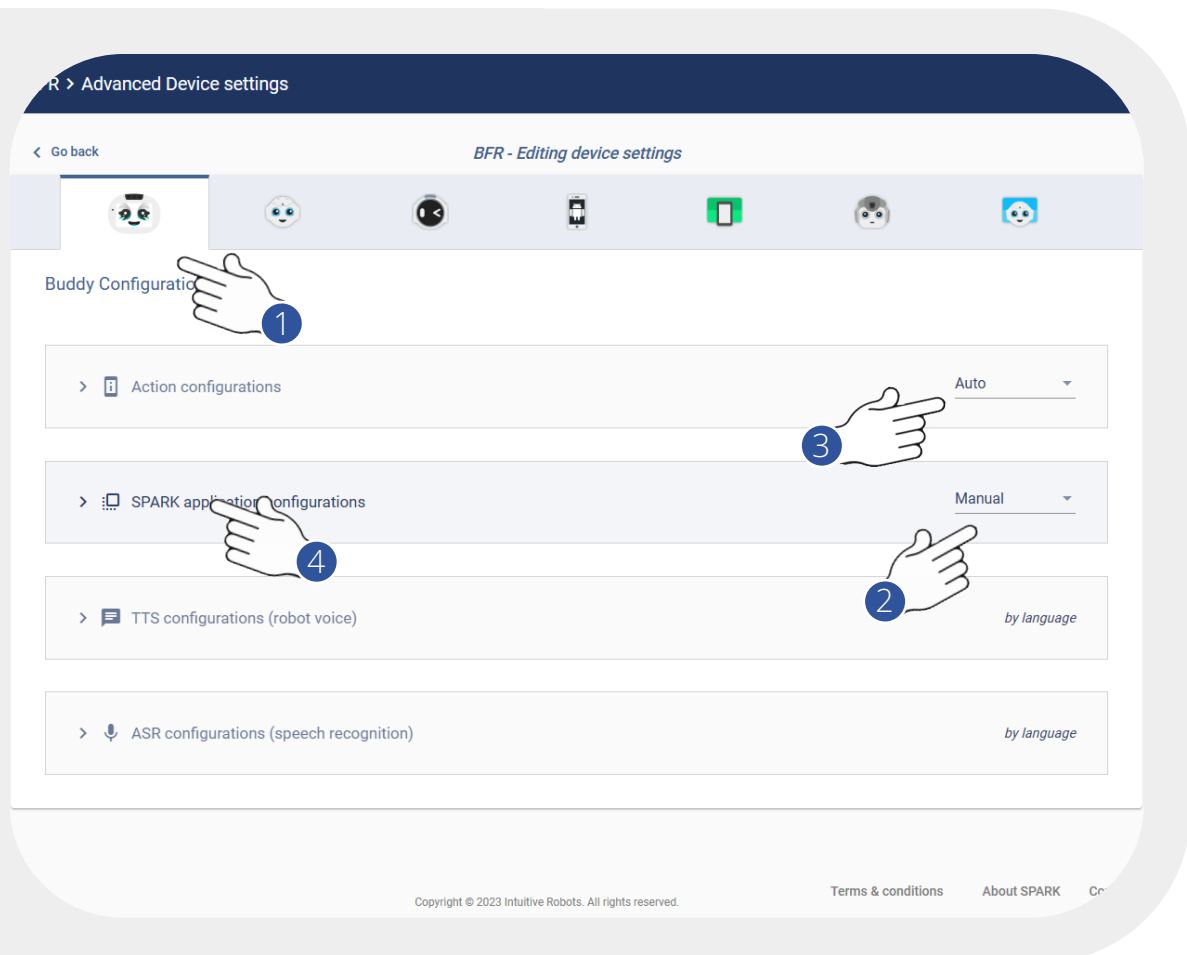 R > Advanced Device settings
Go back
BFR - Editing device settings
Buddy Configuratio
1
Action configurations
Auto
3
SPARK application configurations
Manual
4
2
TTS configurations (robot voice)
by language
ASR configurations (speech recognition)
by language
Terms & conditions About SPARK
Copyright © 2023 Intuitive Robots. All rights reserved.